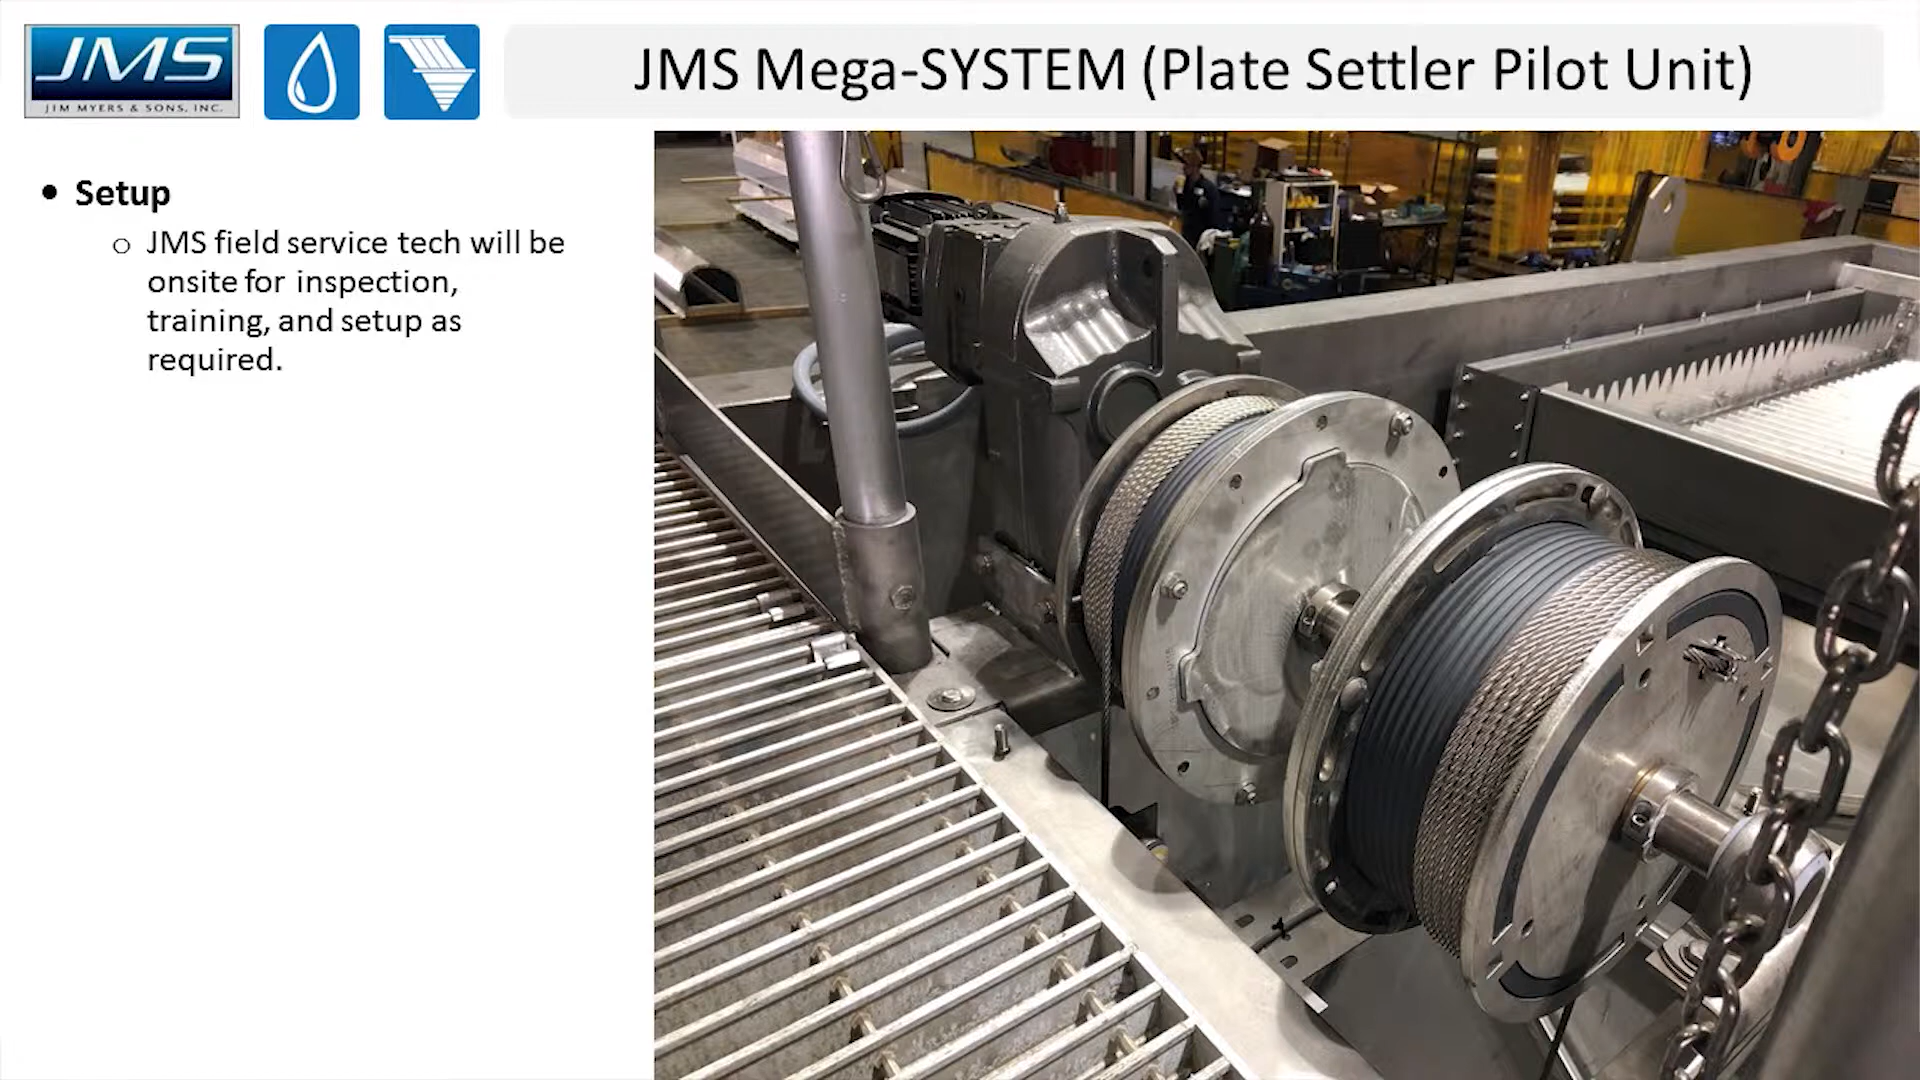 JMS
JIM MYERS & SONS, INC.
JMS Mega-SYSTEM (Plate Settler Pilot Unit)
• Setup
o JMS field service tech will be
onsite for inspection,
training, and setup as
required.